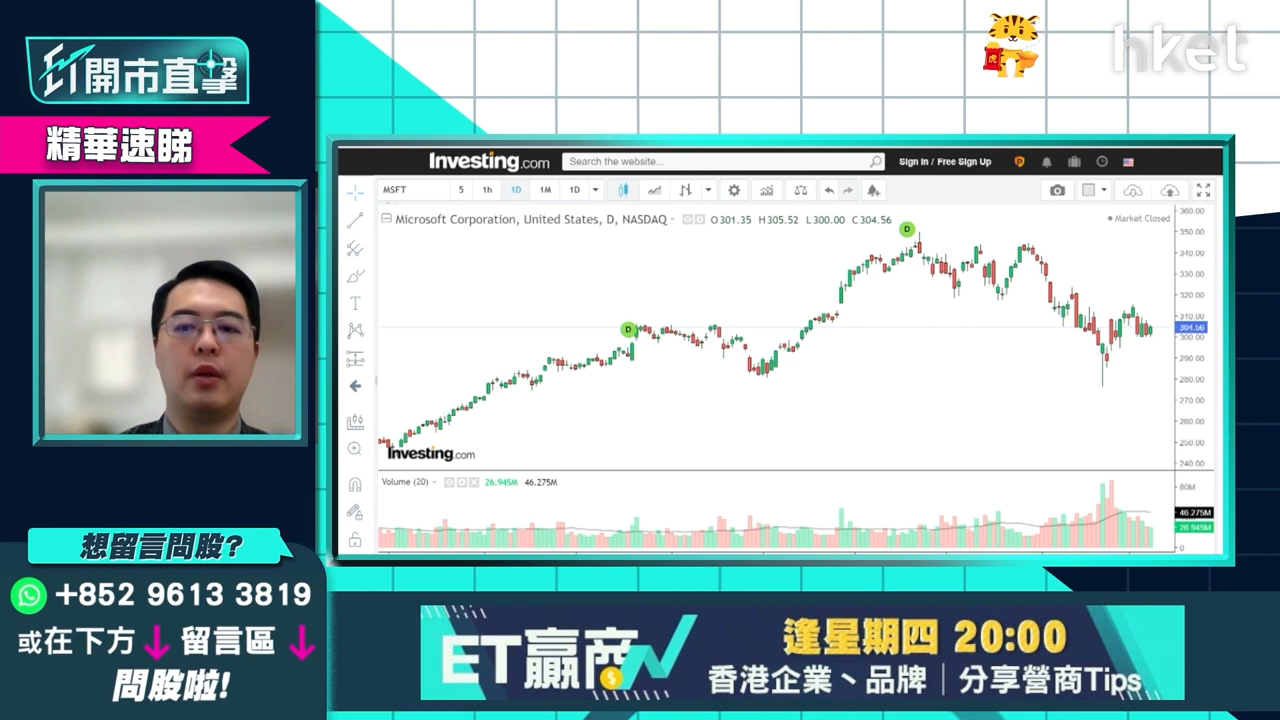 ET開市直擊
精華速睇
想留言問股?
+852 9613 3819
或在下方 留言區
問股啦!
虎
hket
Investing.com
Search the website...
Sign In / Free Sign Up
MSFT 5 1h 1D 1M 1D
Microsoft Corporation, United States, D, NASDAQ O301.35 H305.52 L300.00 C304.56
Market Closed
D
D
360.00
350.00
340.00
330.00
320.00
310.00
304.56
300.00
290.00
280.00
270.00
260.00
250.00
240.00
Investing.com
Volume (20) 26.945M 46.275M
80M
46.275M
26.945M
0
ET贏商
逢星期四 20:00
香港企業、品牌｜分享營商Tips